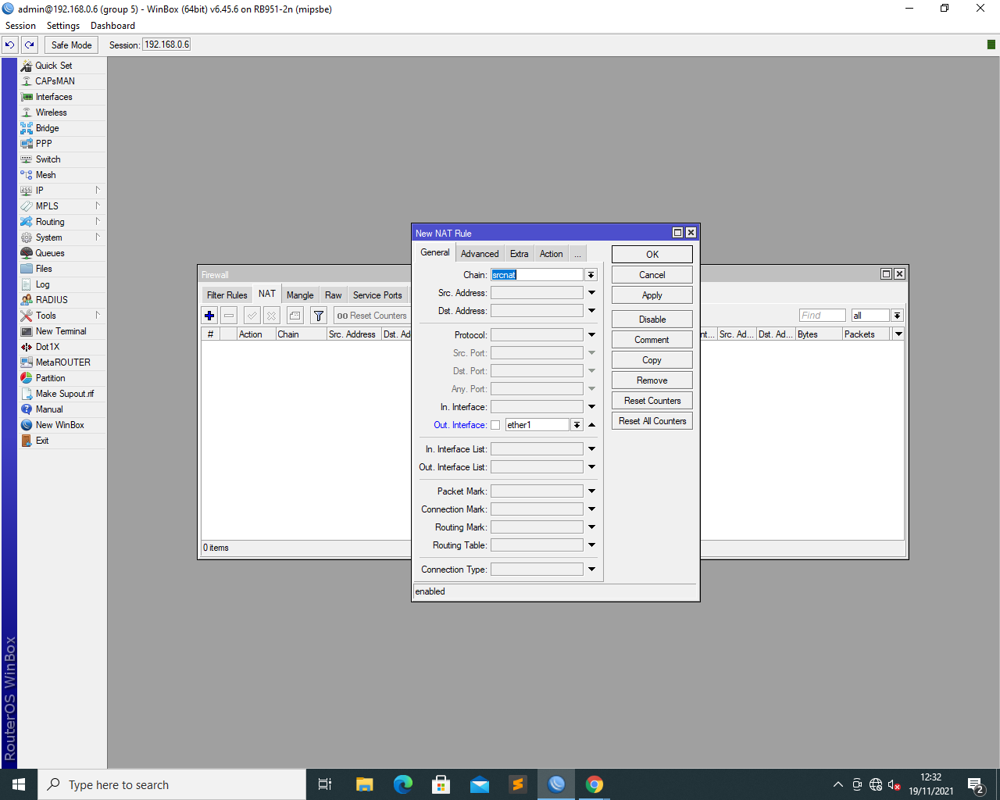 admin@192.168.0.6 (group 5) - WinBox (64bit) v6.45.6 on RB951-2n (mipsbe)
Session Settings Dashboard
Safe Mode Session: 192.168.0.6
Quick Set
CAPsMAN
Interfaces
Wireless
Bridge
PPP
Switch
Mesh
IP
MPLS
Routing
System
Queues
Files
Log
RADIUS
Tools
New Terminal
Dot1X
MetaROUTER
Partition
Make Supout.rif
Manual
New WinBox
Exit
RouterOS WinBox
Firewall
Filter Rules NAT Mangle Raw Service Ports
00 Reset Counters
Find all
# Action Chain Src. Address Dst. Ad
nt... Src. Ad... Dst. Ad... Bytes Packets
0 items
New NAT Rule
General Advanced Extra Action ...
Chain: srcnat
Src. Address:
Dst. Address:
Protocol:
Src. Port:
Dst. Port:
Any. Port:
In. Interface:
Out. Interface: ether1
In. Interface List:
Out. Interface List:
Packet Mark:
Connection Mark:
Routing Mark:
Routing Table:
Connection Type:
enabled
OK
Cancel
Apply
Disable
Comment
Copy
Remove
Reset Counters
Reset All Counters
Type here to search
12:32
19/11/2021
2